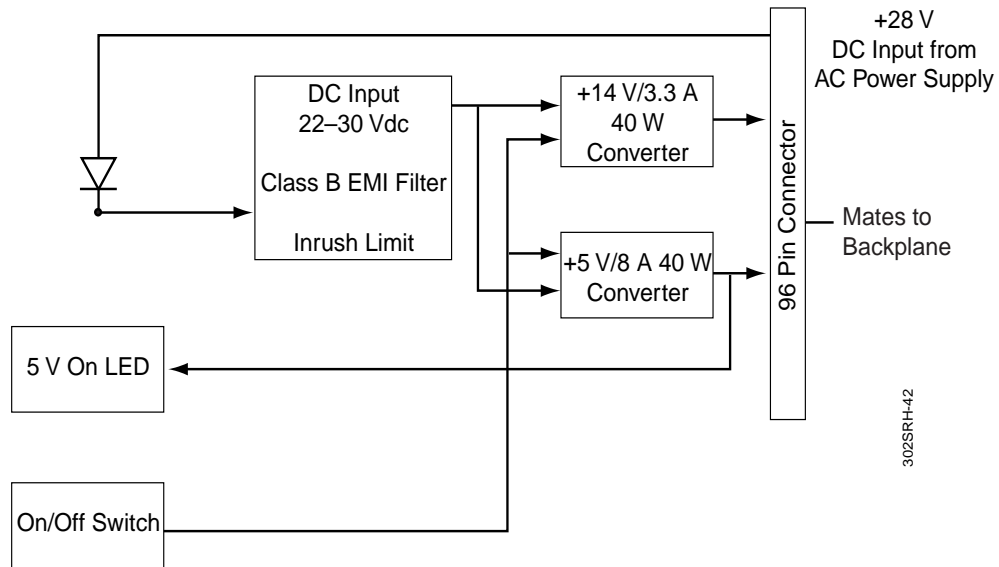 +28 V
DC Input from
AC Power Supply
DC Input
22–30 Vdc
Class B EMI Filter
Inrush Limit
+14 V/3.3 A
40 W
Converter
+5 V/8 A 40 W
Converter
96 Pin Connector
Mates to
Backplane
5 V On LED
On/Off Switch
302SRH-42